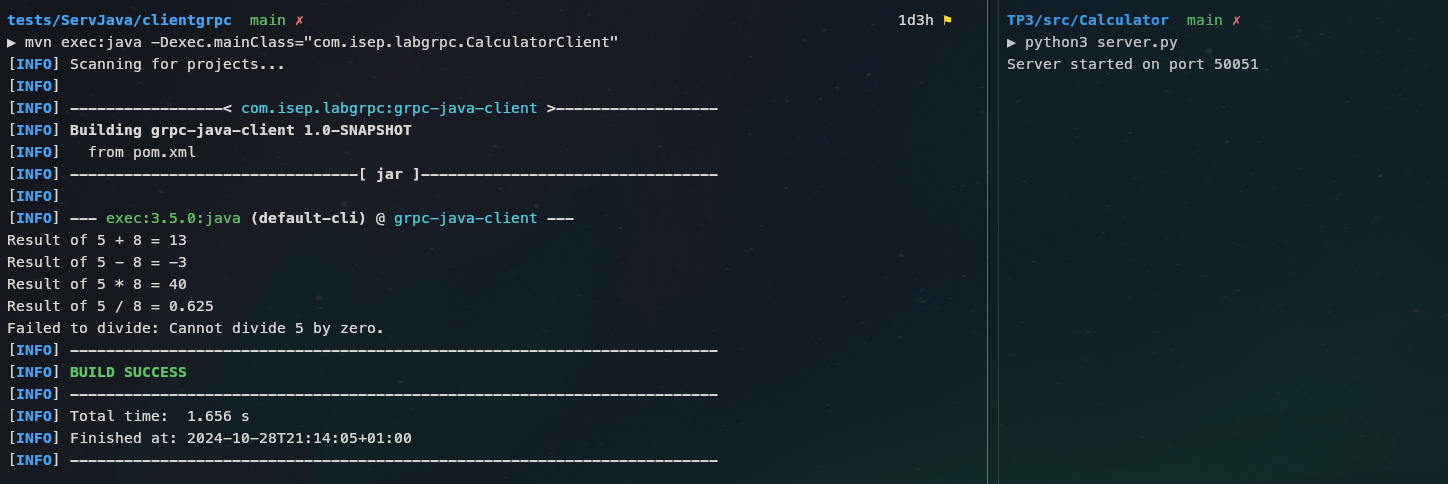 tests/ServJava/clientgrpc main ✗ 1d3h ⚑
▶ mvn exec:java -Dexec.mainClass="com.isep.labgrpc.CalculatorClient"
[INFO] Scanning for projects...
[INFO]
[INFO] -----------------< com.isep.labgrpc:grpc-java-client >------------------
[INFO] Building grpc-java-client 1.0-SNAPSHOT
[INFO]   from pom.xml
[INFO] --------------------------------[ jar ]---------------------------------
[INFO]
[INFO] --- exec:3.5.0:java (default-cli) @ grpc-java-client ---
Result of 5 + 8 = 13
Result of 5 - 8 = -3
Result of 5 * 8 = 40
Result of 5 / 8 = 0.625
Failed to divide: Cannot divide 5 by zero.
[INFO] ------------------------------------------------------------------------
[INFO] BUILD SUCCESS
[INFO] ------------------------------------------------------------------------
[INFO] Total time:  1.656 s
[INFO] Finished at: 2024-10-28T21:14:05+01:00
[INFO] ------------------------------------------------------------------------
TP3/src/Calculator main ✗
▶ python3 server.py
Server started on port 50051